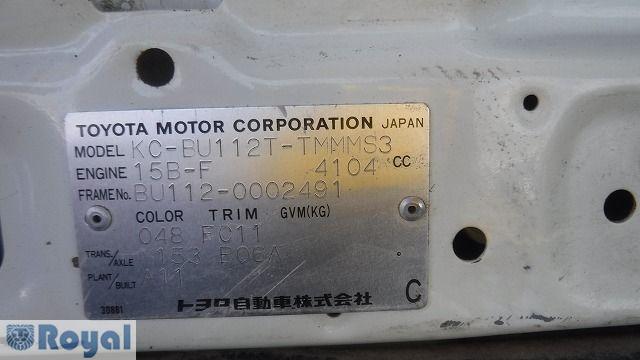 TOYOTA MOTOR CORPORATION JAPAN
MODEL KC-BU112T-TMMMS3
ENGINE 15B-F 4104 CC
FRAME No. BU112-0002491
COLOR TRIM GVM(KG)
048 FC11
TRANS./AXLE 153 E06A
PLANT/BUILT A11
トヨタ自動車株式会社 C
30881
Royal